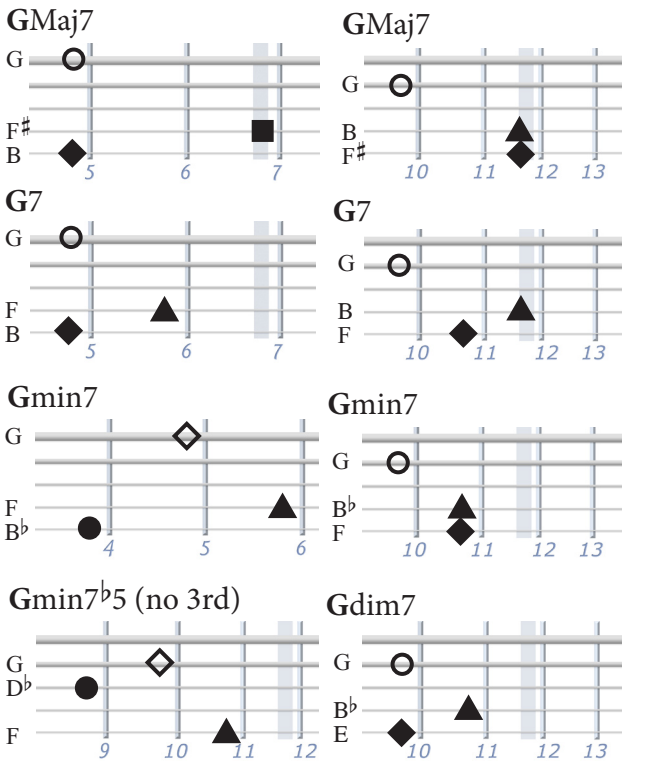 GMaj7
G
F♯
B
5 6 7
GMaj7
G
B
F♯
10 11 12 13
G7
G
F
B
5 6 7
G7
G
B
F
10 11 12 13
Gmin7
G
F
B♭
4 5 6
Gmin7
G
B♭
F
10 11 12 13
Gmin7♭5 (no 3rd)
G
D♭
F
9 10 11 12
Gdim7
G
B♭
E
10 11 12 13